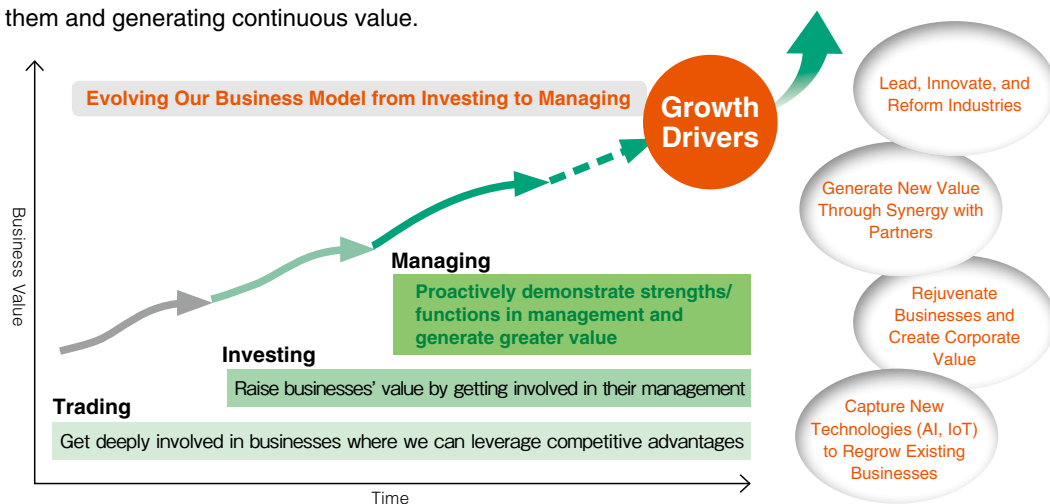 them and generating continuous value.
Evolving Our Business Model from Investing to Managing
Growth
Drivers
Business Value
Managing
Proactively demonstrate strengths/
functions in management and
generate greater value
Investing
Raise businesses’ value by getting involved in their management
Trading
Get deeply involved in businesses where we can leverage competitive advantages
Time
Lead, Innovate, and
Reform Industries
Generate New Value
Through Synergy with
Partners
Rejuvenate
Businesses and
Create Corporate
Value
Capture New
Technologies (AI, IoT)
to Regrow Existing
Businesses